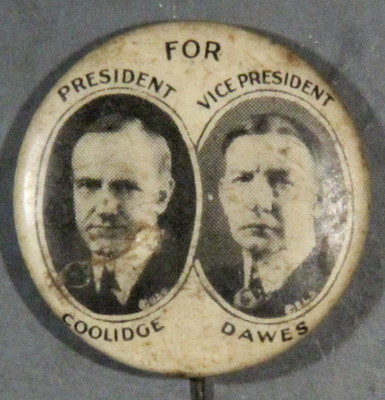 FOR
PRESIDENT
VICE PRESIDENT
COOLIDGE
DAWES